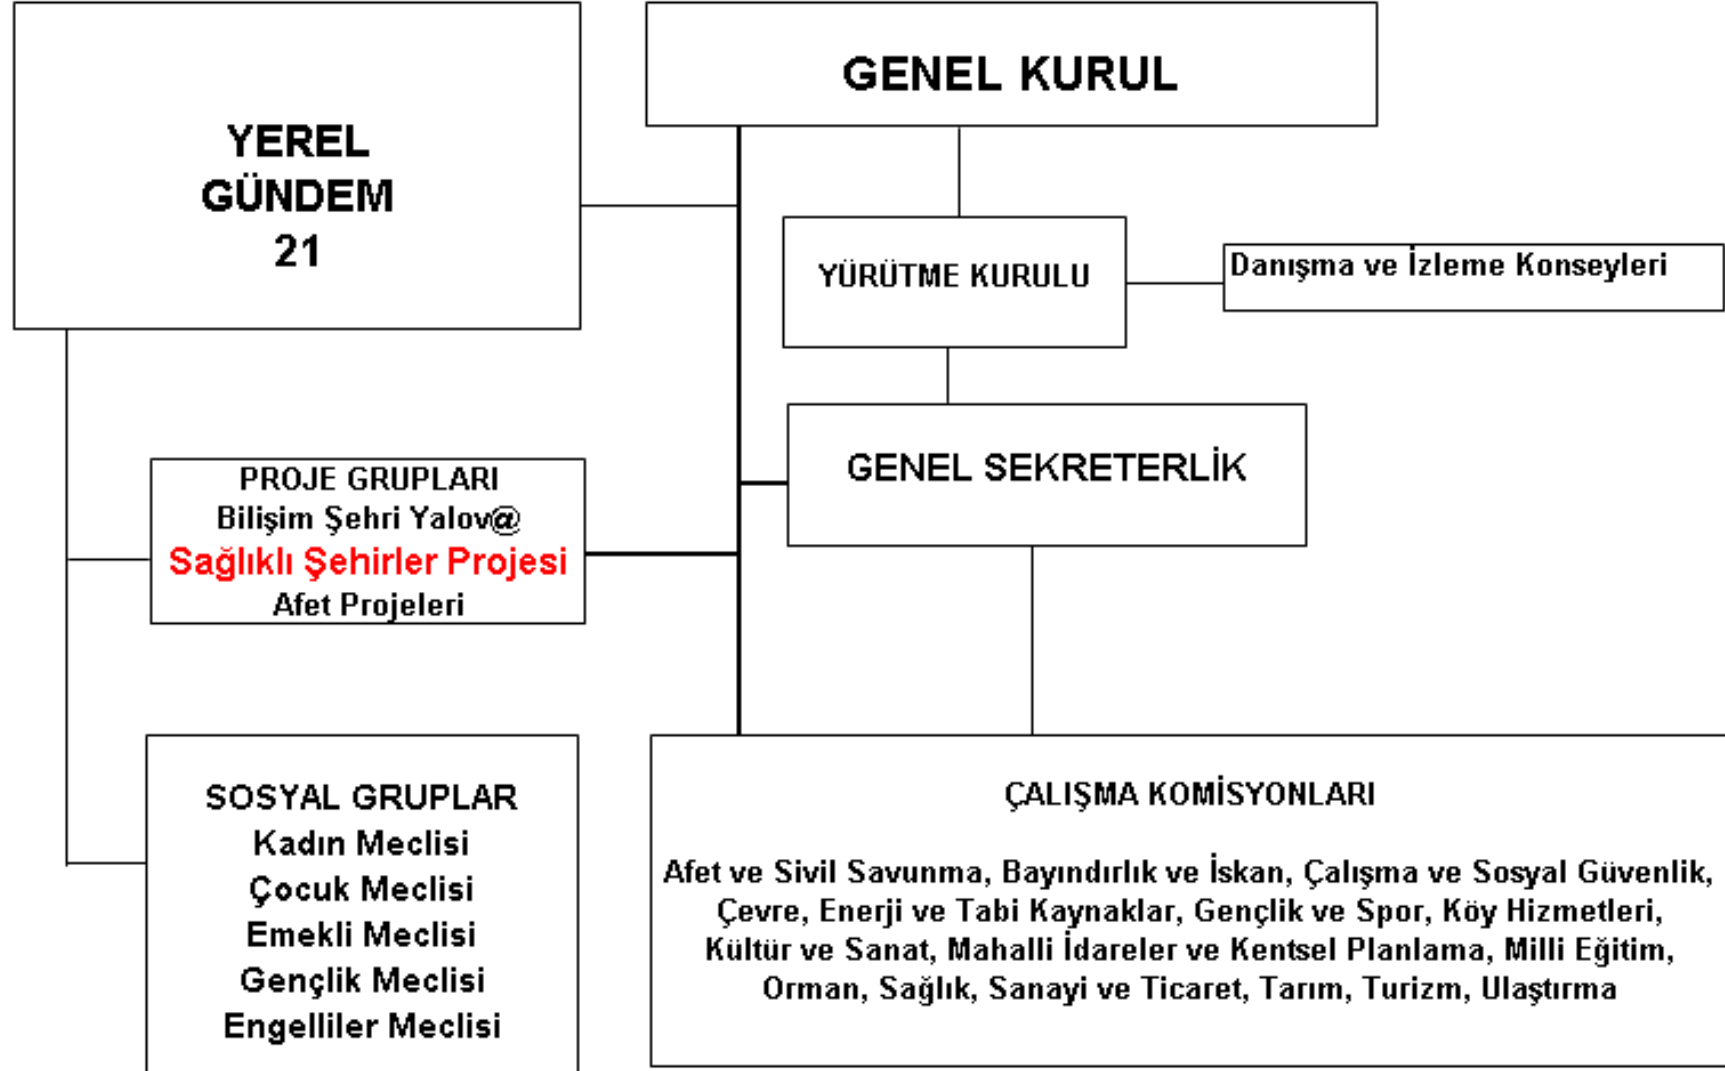 YEREL
GÜNDEM
21
GENEL KURUL
YÜRÜTME KURULU
Danışma ve İzleme Konseyleri
GENEL SEKRETERLİK
PROJE GRUPLARI
Bilişim Şehri Yalov@
Sağlıklı Şehirler Projesi
Afet Projeleri
SOSYAL GRUPLAR
Kadın Meclisi
Çocuk Meclisi
Emekli Meclisi
Gençlik Meclisi
Engelliler Meclisi
ÇALIŞMA KOMİSYONLARI
Afet ve Sivil Savunma, Bayındırlık ve İskan, Çalışma ve Sosyal Güvenlik,
Çevre, Enerji ve Tabi Kaynaklar, Gençlik ve Spor, Köy Hizmetleri,
Kültür ve Sanat, Mahalli İdareler ve Kentsel Planlama, Milli Eğitim,
Orman, Sağlık, Sanayi ve Ticaret, Tarım, Turizm, Ulaştırma